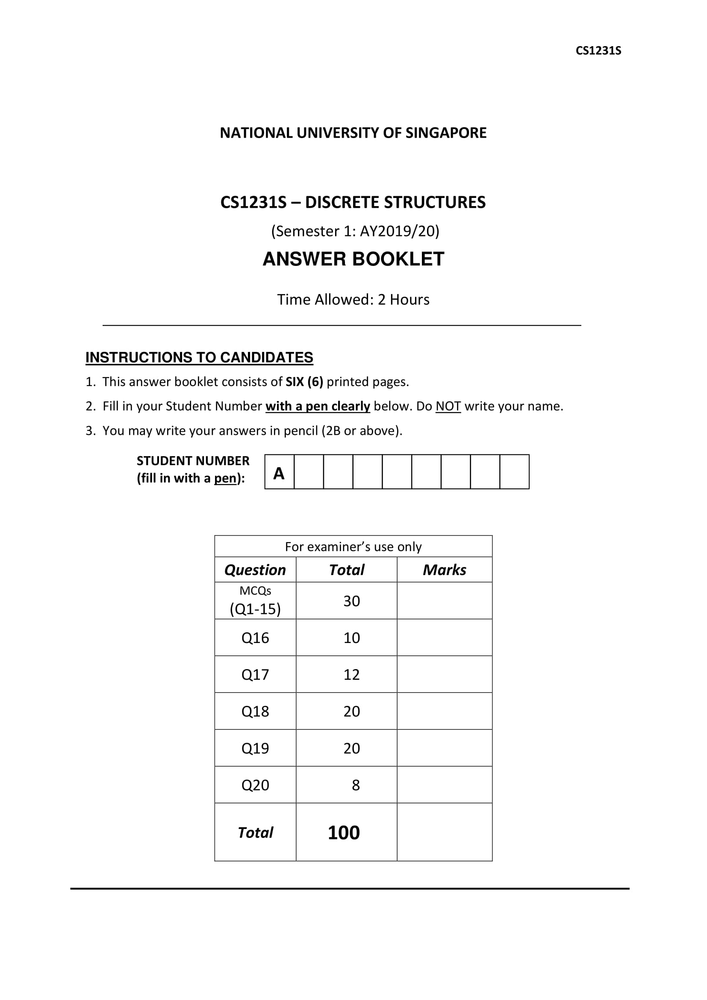 CS1231S
NATIONAL UNIVERSITY OF SINGAPORE
CS1231S – DISCRETE STRUCTURES
(Semester 1: AY2019/20)
ANSWER BOOKLET
Time Allowed: 2 Hours
INSTRUCTIONS TO CANDIDATES
1. This answer booklet consists of SIX (6) printed pages.
2. Fill in your Student Number with a pen clearly below. Do NOT write your name.
3. You may write your answers in pencil (2B or above).
STUDENT NUMBER
(fill in with a pen):
A
For examiner’s use only
Question Total Marks
MCQs
(Q1-15) 30
Q16 10
Q17 12
Q18 20
Q19 20
Q20 8
Total 100